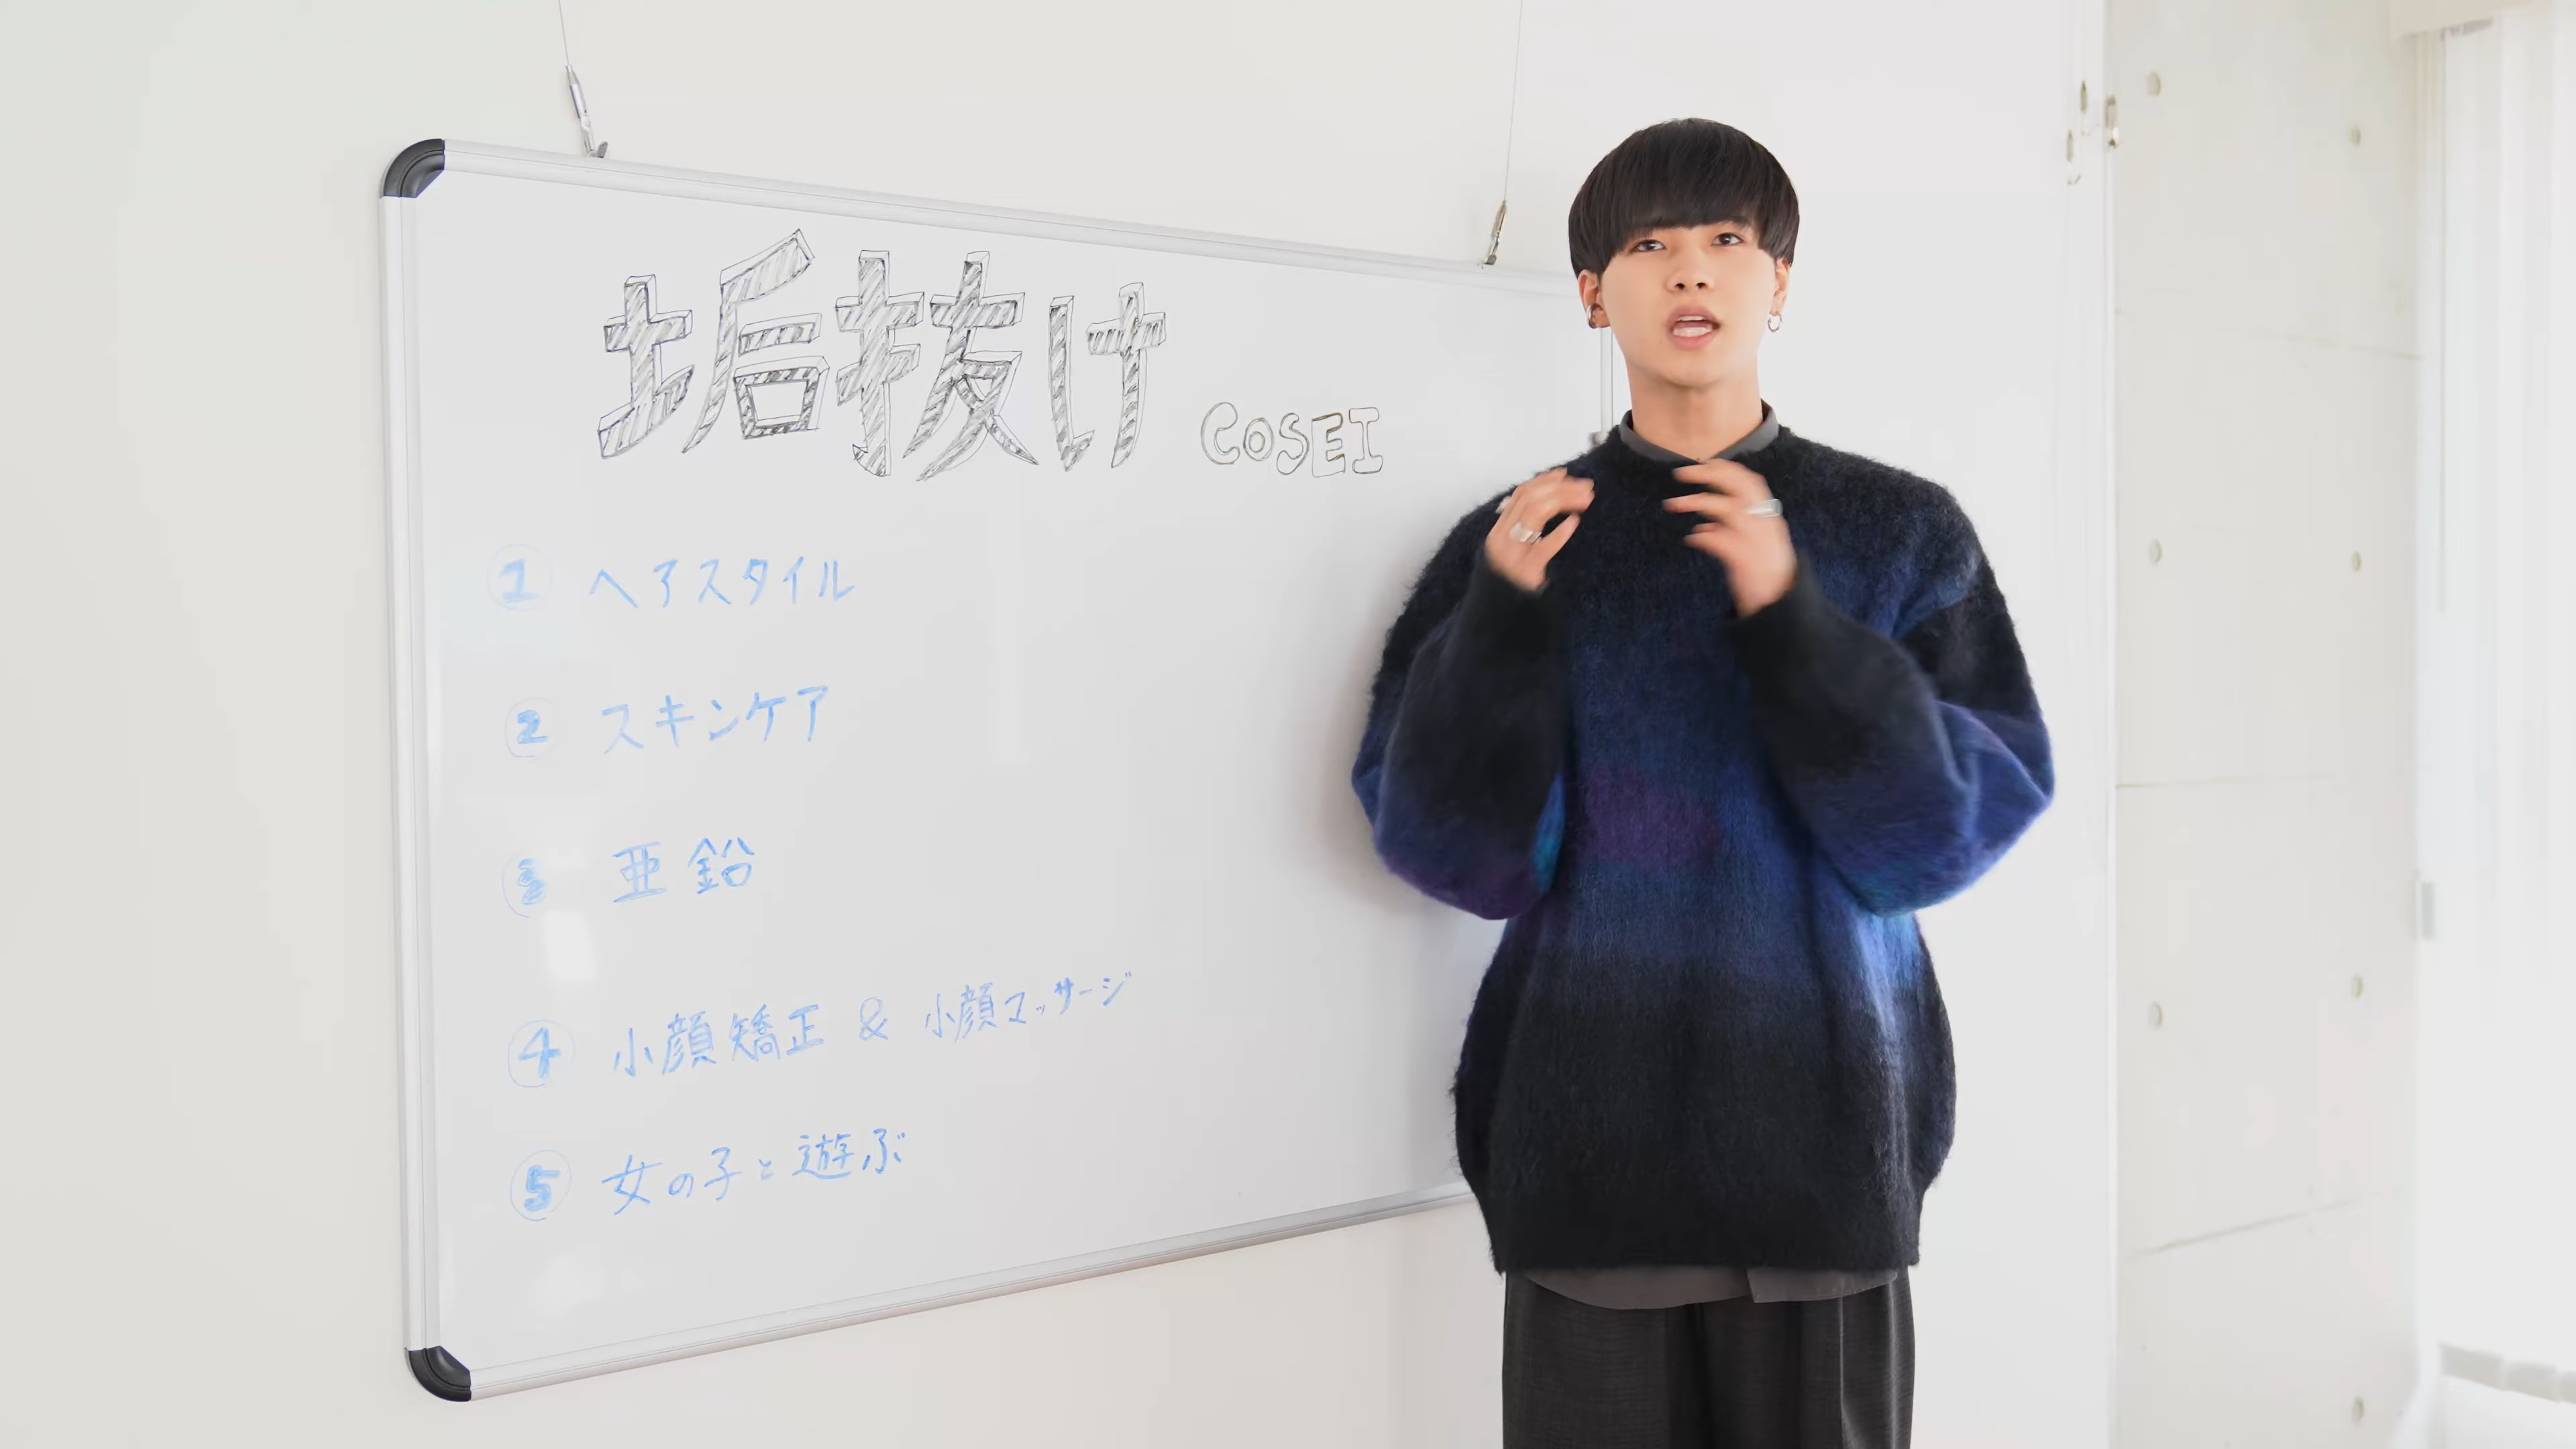 垢抜け COSEI
① ヘアスタイル
② スキンケア
③ 亜鉛
④ 小顔矯正 & 小顔マッサージ
⑤ 女の子と遊ぶ